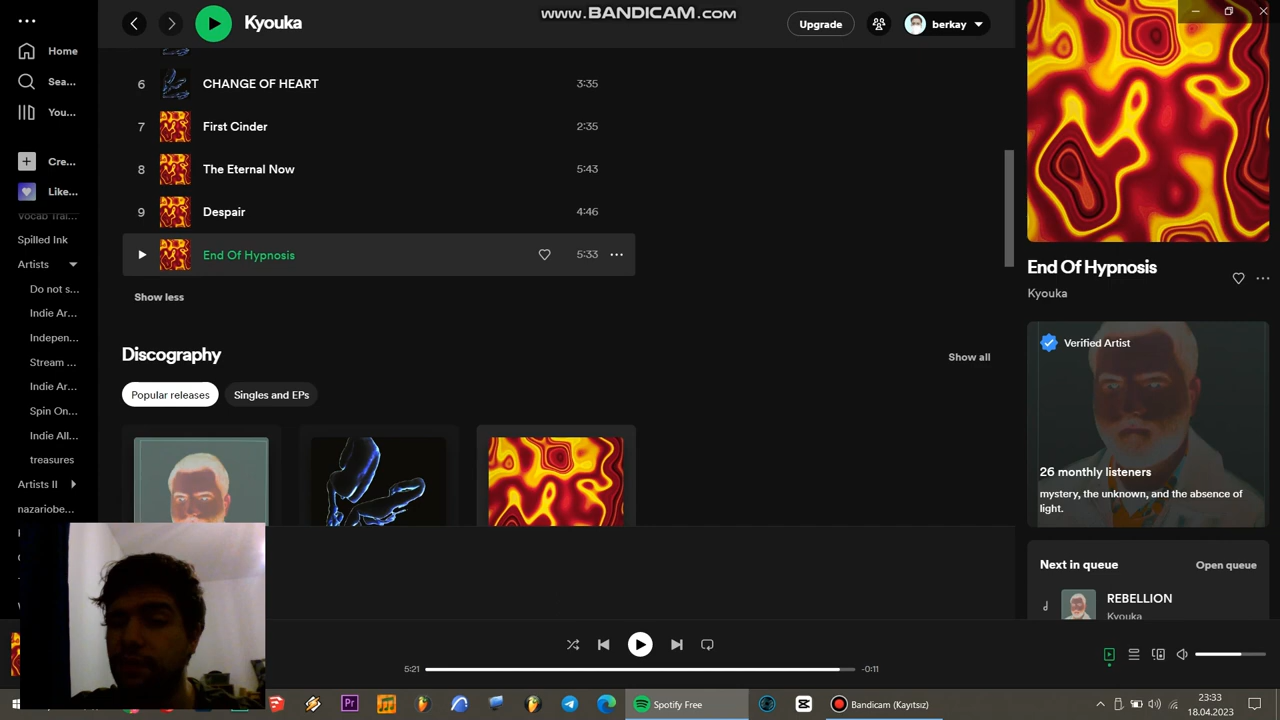 www.BANDICAM.com
Kyouka
Upgrade
berkay
Home
Sea...
You...
Cre...
Like...
Vocab Trai...
Spilled Ink
Artists
Do not s...
Indie Ar...
Indepen...
Stream ...
Indie Ar...
Spin On...
Indie All...
treasures
Artists II
nazariobe...
6 CHANGE OF HEART 3:35
7 First Cinder 2:35
8 The Eternal Now 5:43
9 Despair 4:46
End Of Hypnosis 5:33
Show less
Discography
Show all
Popular releases
Singles and EPs
End Of Hypnosis
Kyouka
Verified Artist
26 monthly listeners
mystery, the unknown, and the absence of
light.
Next in queue
Open queue
REBELLION
Kyouka
5:21
-0:11
Pr
Spotify Free
Bandicam (Kayıtsız)
23:33
18.04.2023